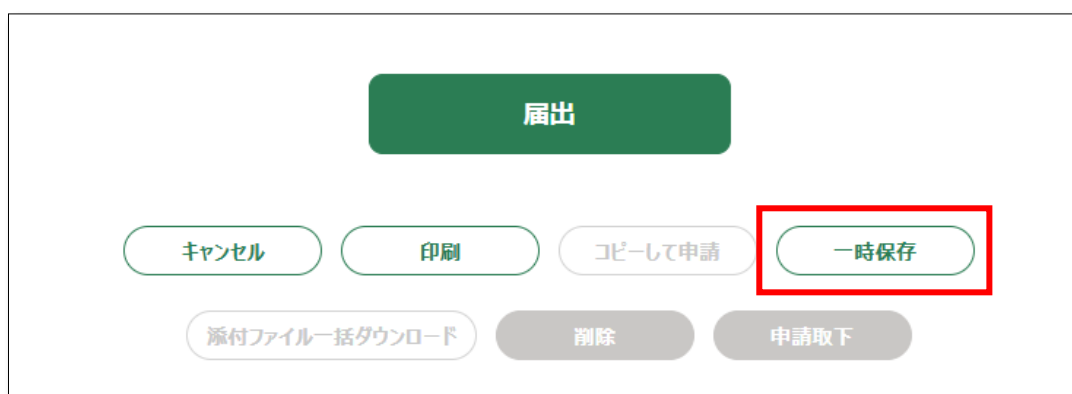 届出
キャンセル 印刷 コピーして申請 一時保存
添付ファイル一括ダウンロード 削除 申請取下